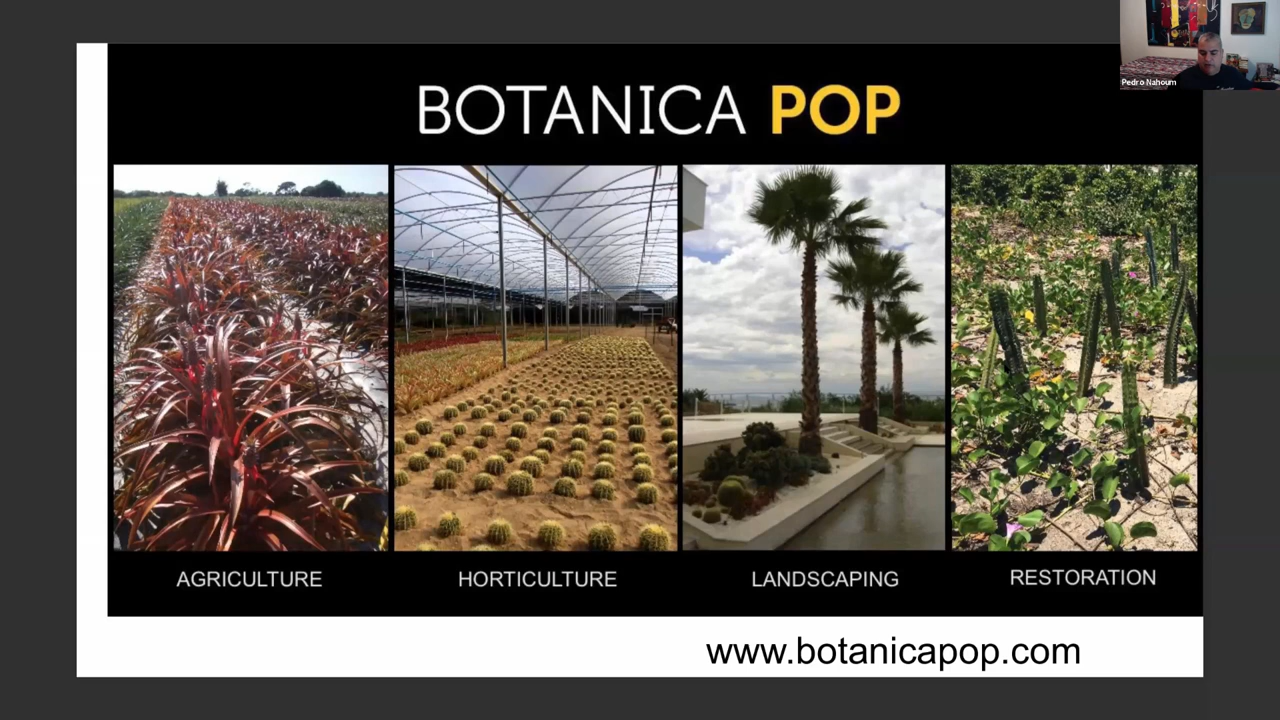 Pedro Nahoum
BOTANICA POP
AGRICULTURE
HORTICULTURE
LANDSCAPING
RESTORATION
www.botanicapop.com